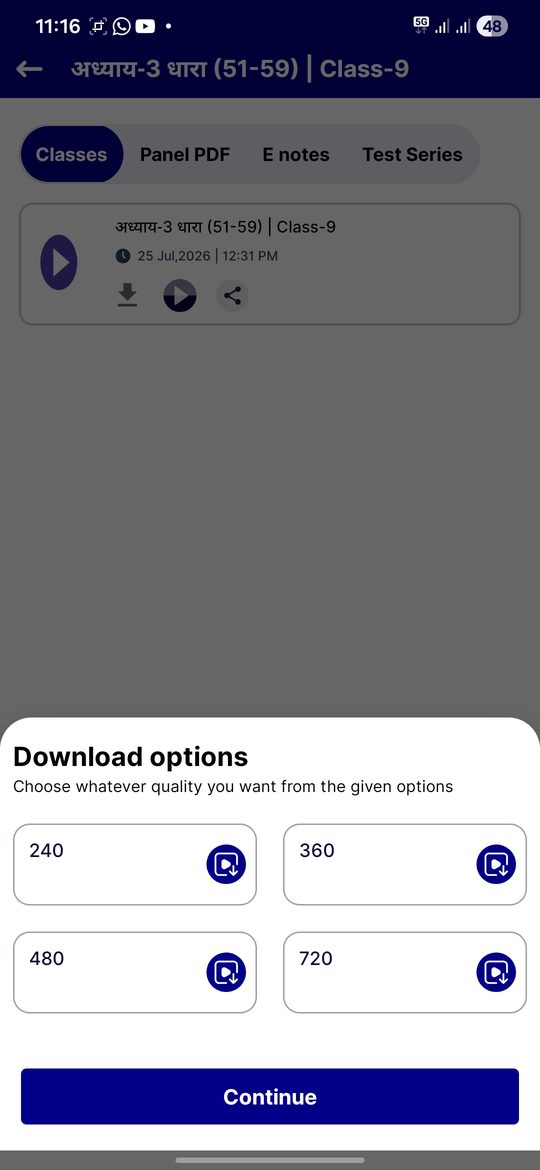 11:16 5G 48
अध्याय-3 धारा (51-59) | Class-9
Classes Panel PDF E notes Test Series
अध्याय-3 धारा (51-59) | Class-9
25 Jul,2026 | 12:31 PM
Download options
Choose whatever quality you want from the given options
240 360
480 720
Continue